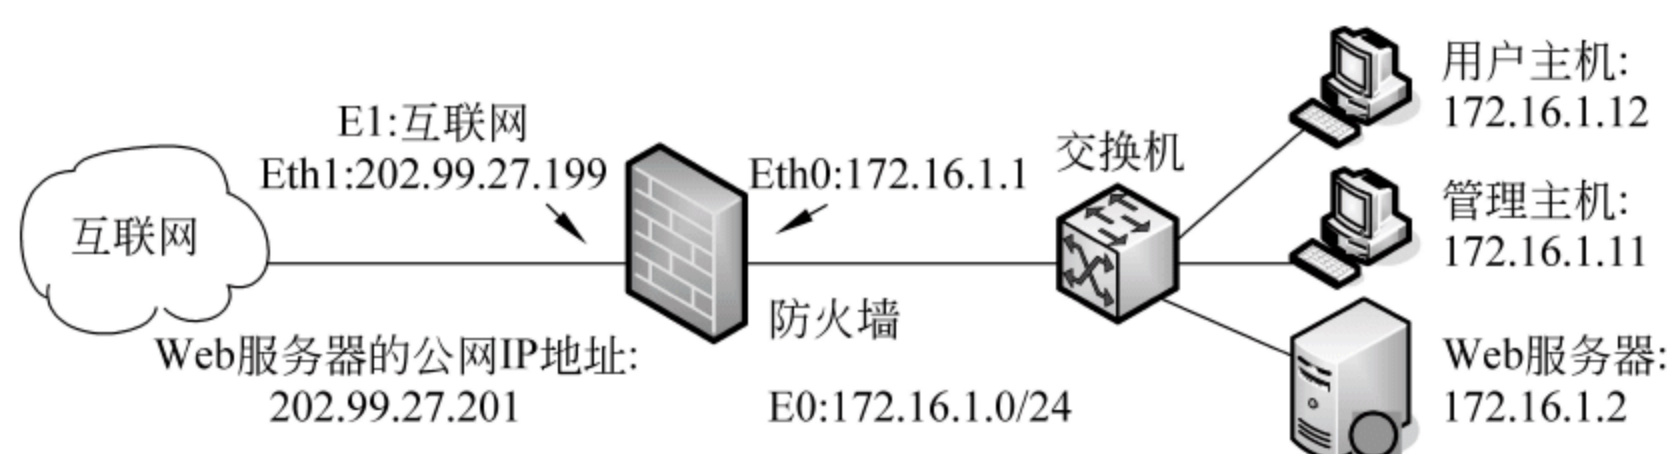 互联网
E1:互联网
Eth1:202.99.27.199
Eth0:172.16.1.1
防火墙
Web服务器的公网IP地址:
202.99.27.201
E0:172.16.1.0/24
交换机
用户主机:
172.16.1.12
管理主机:
172.16.1.11
Web服务器:
172.16.1.2